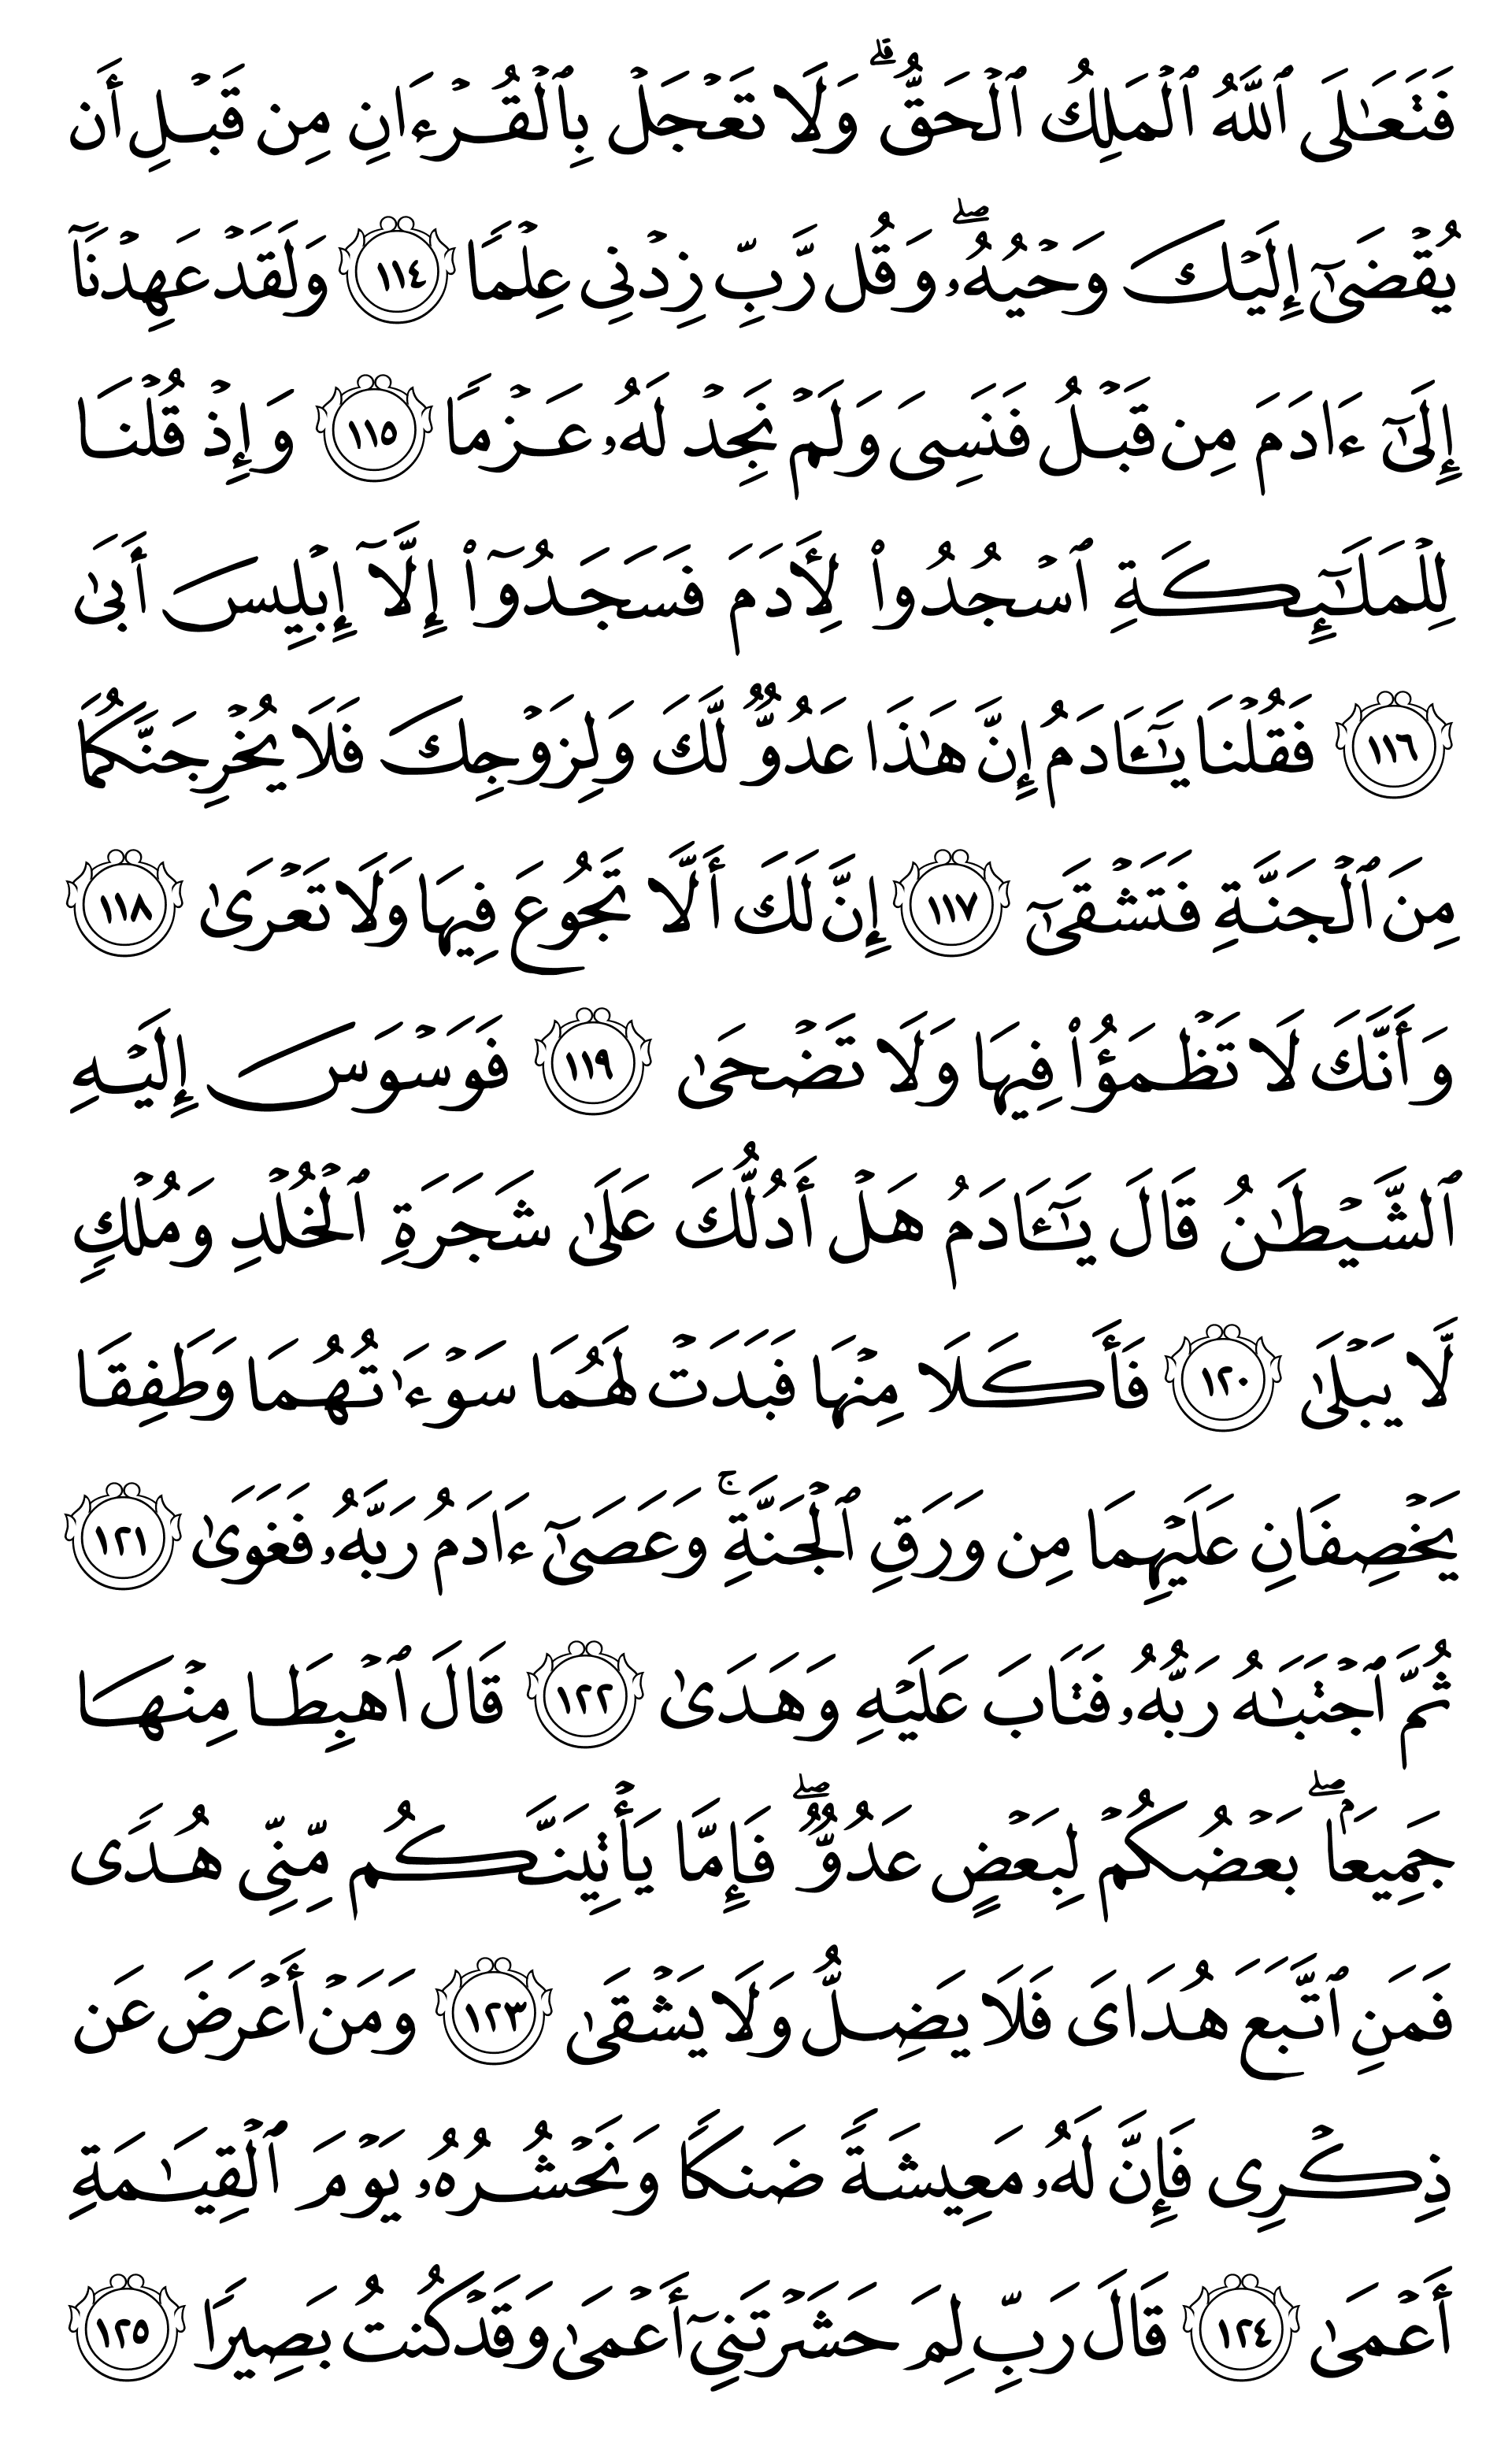 فَتَعَٰلَى ٱللَّهُ ٱلْمَلِكُ ٱلْحَقُّ ۗ وَلَا تَعْجَلْ بِٱلْقُرْءَانِ مِن قَبْلِ أَن
يُقْضَىٰٓ إِلَيْكَ وَحْيُهُۥ ۖ وَقُل رَّبِّ زِدْنِى عِلْمًا ١١٤ وَلَقَدْ عَهِدْنَآ
إِلَىٰٓ ءَادَمَ مِن قَبْلُ فَنَسِىَ وَلَمْ نَجِدْ لَهُۥ عَزْمًا ١١٥ وَإِذْ قُلْنَا
لِلْمَلَٰٓئِكَةِ ٱسْجُدُوا۟ لِأَدَمَ فَسَجَدُوٓا۟ إِلَّآ إِبْلِيسَ أَبَىٰ
١١٦ فَقُلْنَا يَٰٓـَٔادَمُ إِنَّ هَٰذَا عَدُوٌّ لَّكَ وَلِزَوْجِكَ فَلَا يُخْرِجَنَّكُمَا
مِنَ ٱلْجَنَّةِ فَتَشْقَىٰٓ ١١٧ إِنَّ لَكَ أَلَّا تَجُوعَ فِيهَا وَلَا تَعْرَىٰ ١١٨
وَأَنَّكَ لَا تَظْمَؤُا۟ فِيهَا وَلَا تَضْحَىٰ ١١٩ فَوَسْوَسَ إِلَيْهِ
ٱلشَّيْطَٰنُ قَالَ يَٰٓـَٔادَمُ هَلْ أَدُلُّكَ عَلَىٰ شَجَرَةِ ٱلْخُلْدِ وَمُلْكٍ
لَّا يَبْلَىٰ ١٢٠ فَأَكَلَا مِنْهَا فَبَدَتْ لَهُمَا سَوْءَٰتُهُمَا وَطَفِقَا
يَخْصِفَانِ عَلَيْهِمَا مِن وَرَقِ ٱلْجَنَّةِ ۚ وَعَصَىٰٓ ءَادَمُ رَبَّهُۥ فَغَوَىٰ ١٢١
ثُمَّ ٱجْتَبَٰهُ رَبُّهُۥ فَتَابَ عَلَيْهِ وَهَدَىٰ ١٢٢ قَالَ ٱهْبِطَا مِنْهَا
جَمِيعًۢا ۖ بَعْضُكُمْ لِبَعْضٍ عَدُوٌّ ۖ فَإِمَّا يَأْتِيَنَّكُم مِّنِّى هُدًى
فَمَنِ ٱتَّبَعَ هُدَاىَ فَلَا يَضِلُّ وَلَا يَشْقَىٰ ١٢٣ وَمَنْ أَعْرَضَ عَن
ذِكْرِى فَإِنَّ لَهُۥ مَعِيشَةً ضَنكًا وَنَحْشُرُهُۥ يَوْمَ ٱلْقِيَٰمَةِ
أَعْمَىٰ ١٢٤ قَالَ رَبِّ لِمَ حَشَرْتَنِىٓ أَعْمَىٰ وَقَدْ كُنتُ بَصِيرًا ١٢٥